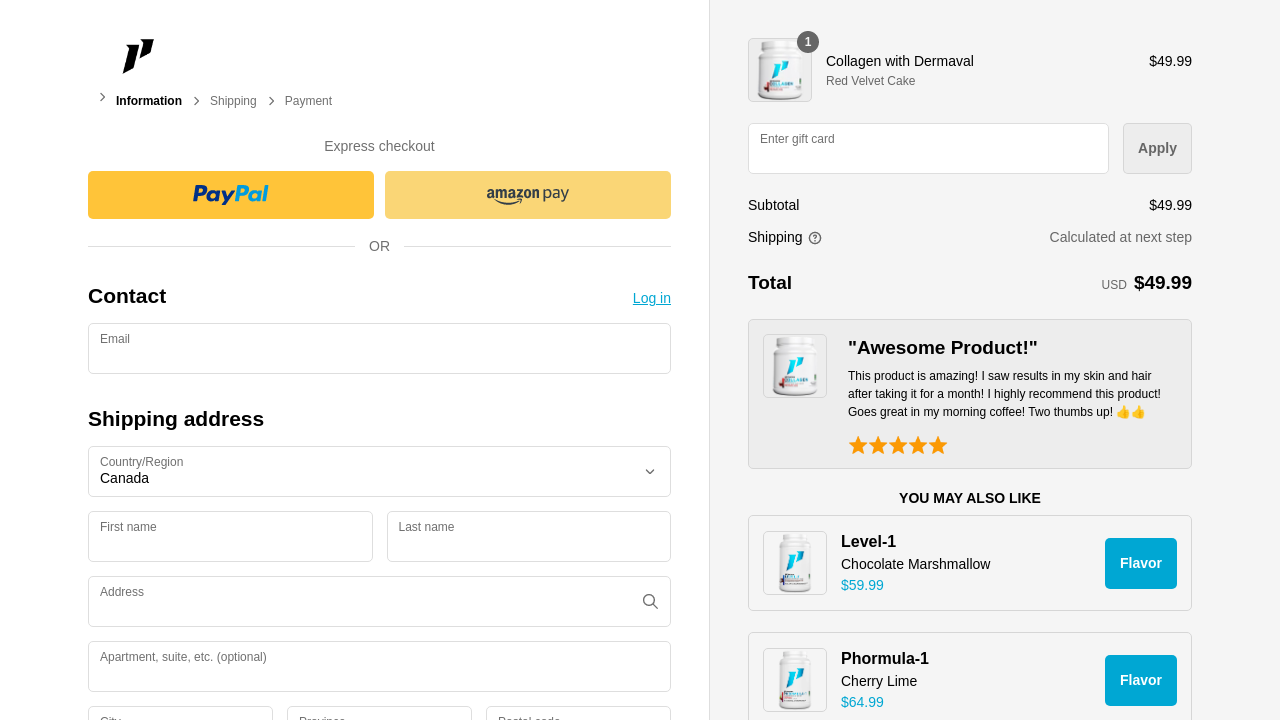 Information
Shipping
Payment
Express checkout
PayPal
amazon pay
OR
Contact
Log in
Email
Shipping address
Country/Region
Canada
First name
Last name
Address
Apartment, suite, etc. (optional)
City
Province
Postal code
1
Collagen with Dermaval
$49.99
Red Velvet Cake
Enter gift card
Apply
Subtotal
$49.99
Shipping
Calculated at next step
Total
USD $49.99
"Awesome Product!"
This product is amazing! I saw results in my skin and hair
after taking it for a month! I highly recommend this product!
Goes great in my morning coffee! Two thumbs up! 👍👍
YOU MAY ALSO LIKE
Level-1
Chocolate Marshmallow
$59.99
Flavor
Phormula-1
Cherry Lime
$64.99
Flavor